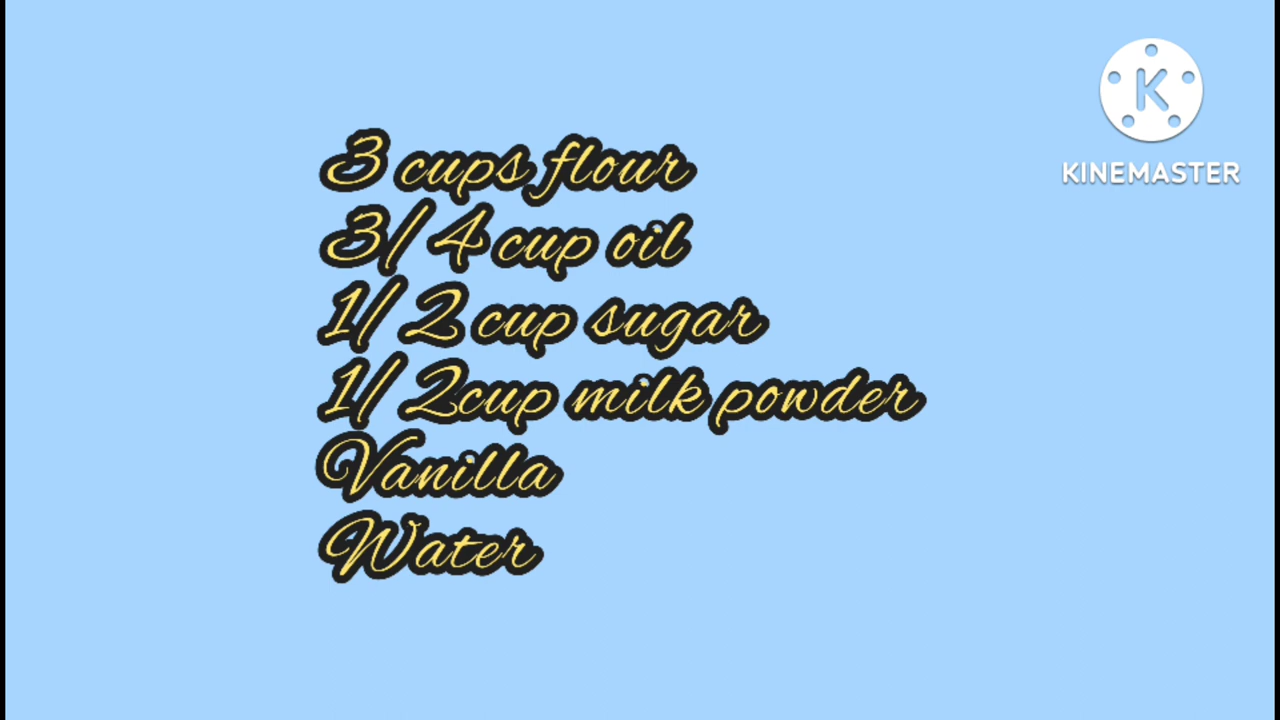 3 cups flour
3/ 4 cup oil
1/ 2 cup sugar
1/ 2cup milk powder
Vanilla
Water
K
KINEMASTER